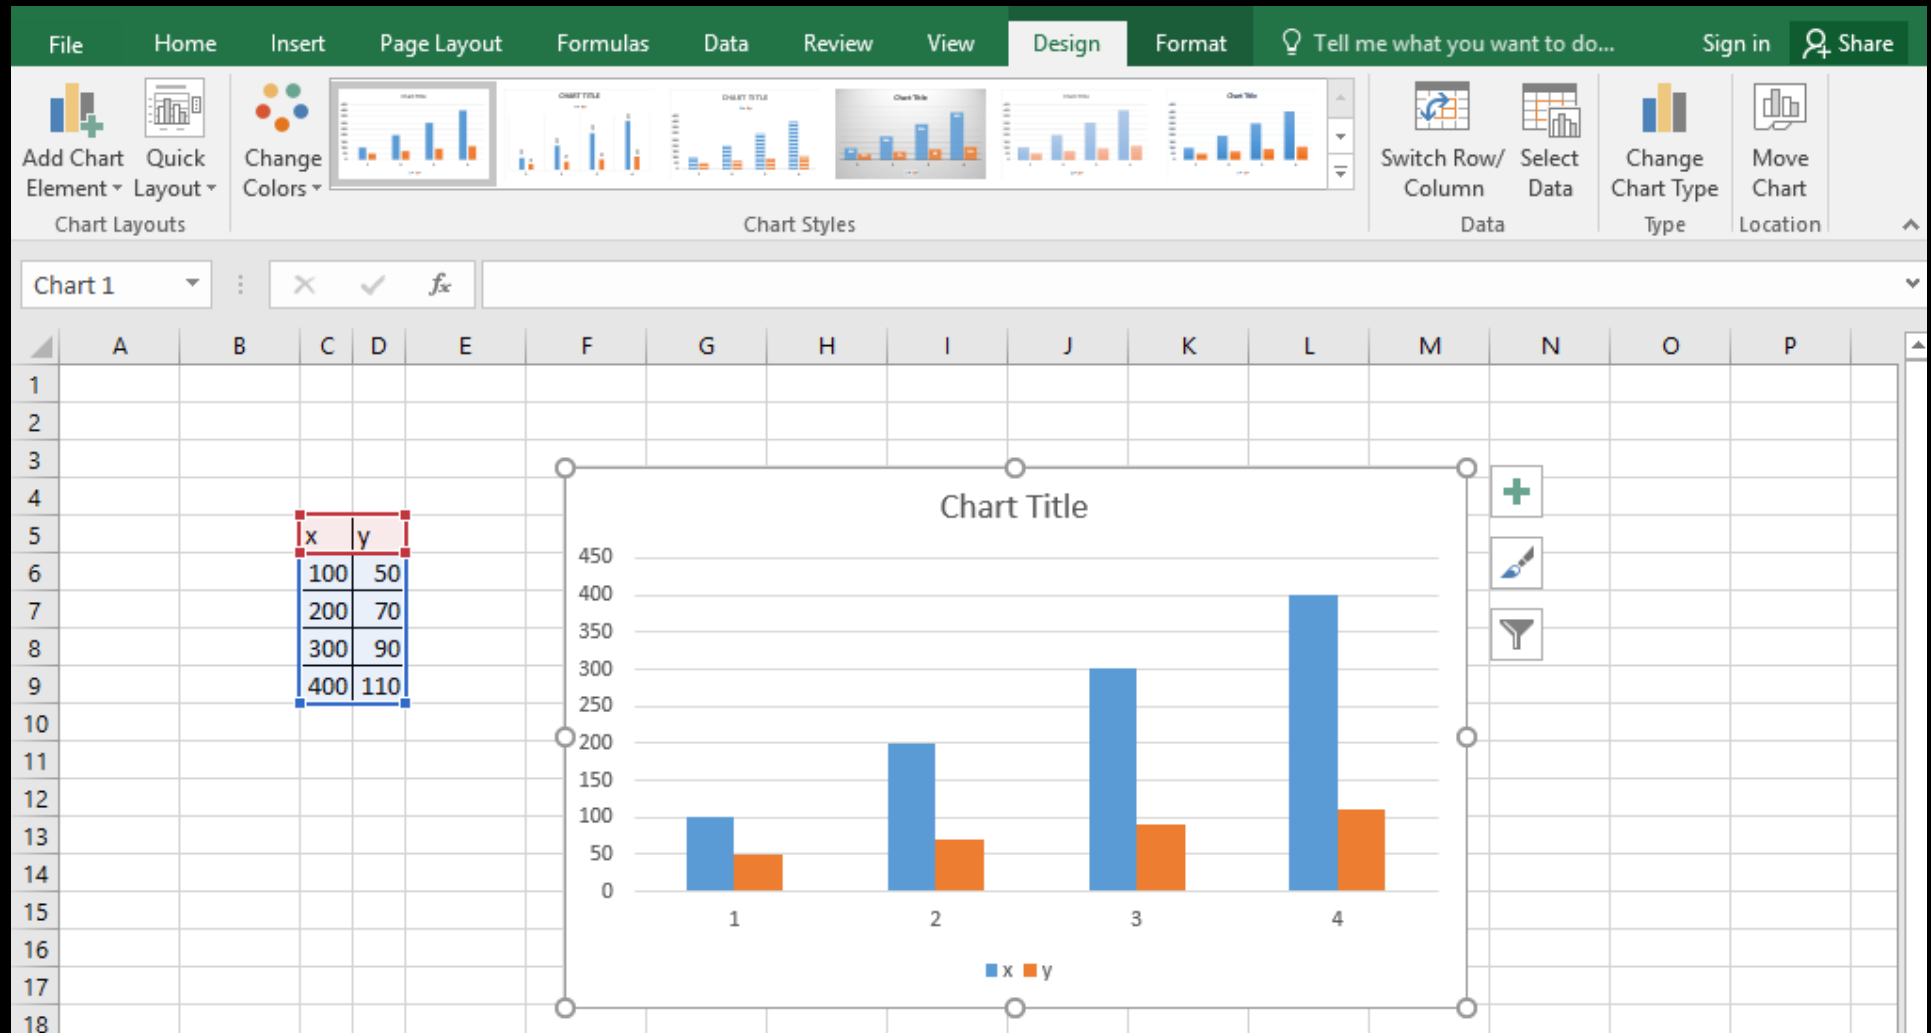 File Home Insert Page Layout Formulas Data Review View Design Format Tell me what you want to do... Sign in Share
Add Chart Element Quick Layout Change Colors Switch Row/ Column Select Data Change Chart Type Move Chart
Chart Layouts Chart Styles Data Type Location
Chart 1 fx
A B C D E F G H I J K L M N O P
1
2
3
4
5 x y
6 100 50
7 200 70
8 300 90
9 400 110
10
11
12
13
14
15
16
17
18
Chart Title
450
400
350
300
250
200
150
100
50
0
1 2 3 4
x y